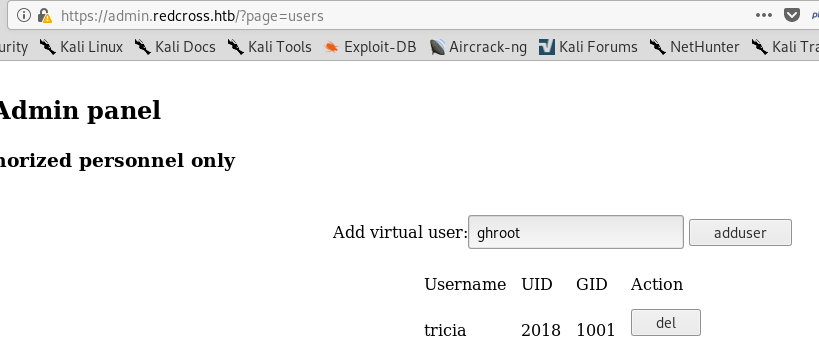 https://admin.redcross.htb/?page=users
urity Kali Linux Kali Docs Kali Tools Exploit-DB Aircrack-ng Kali Forums NetHunter Kali Tra
Admin panel
horized personnel only
Add virtual user: ghroot adduser
Username UID GID Action
tricia 2018 1001 del